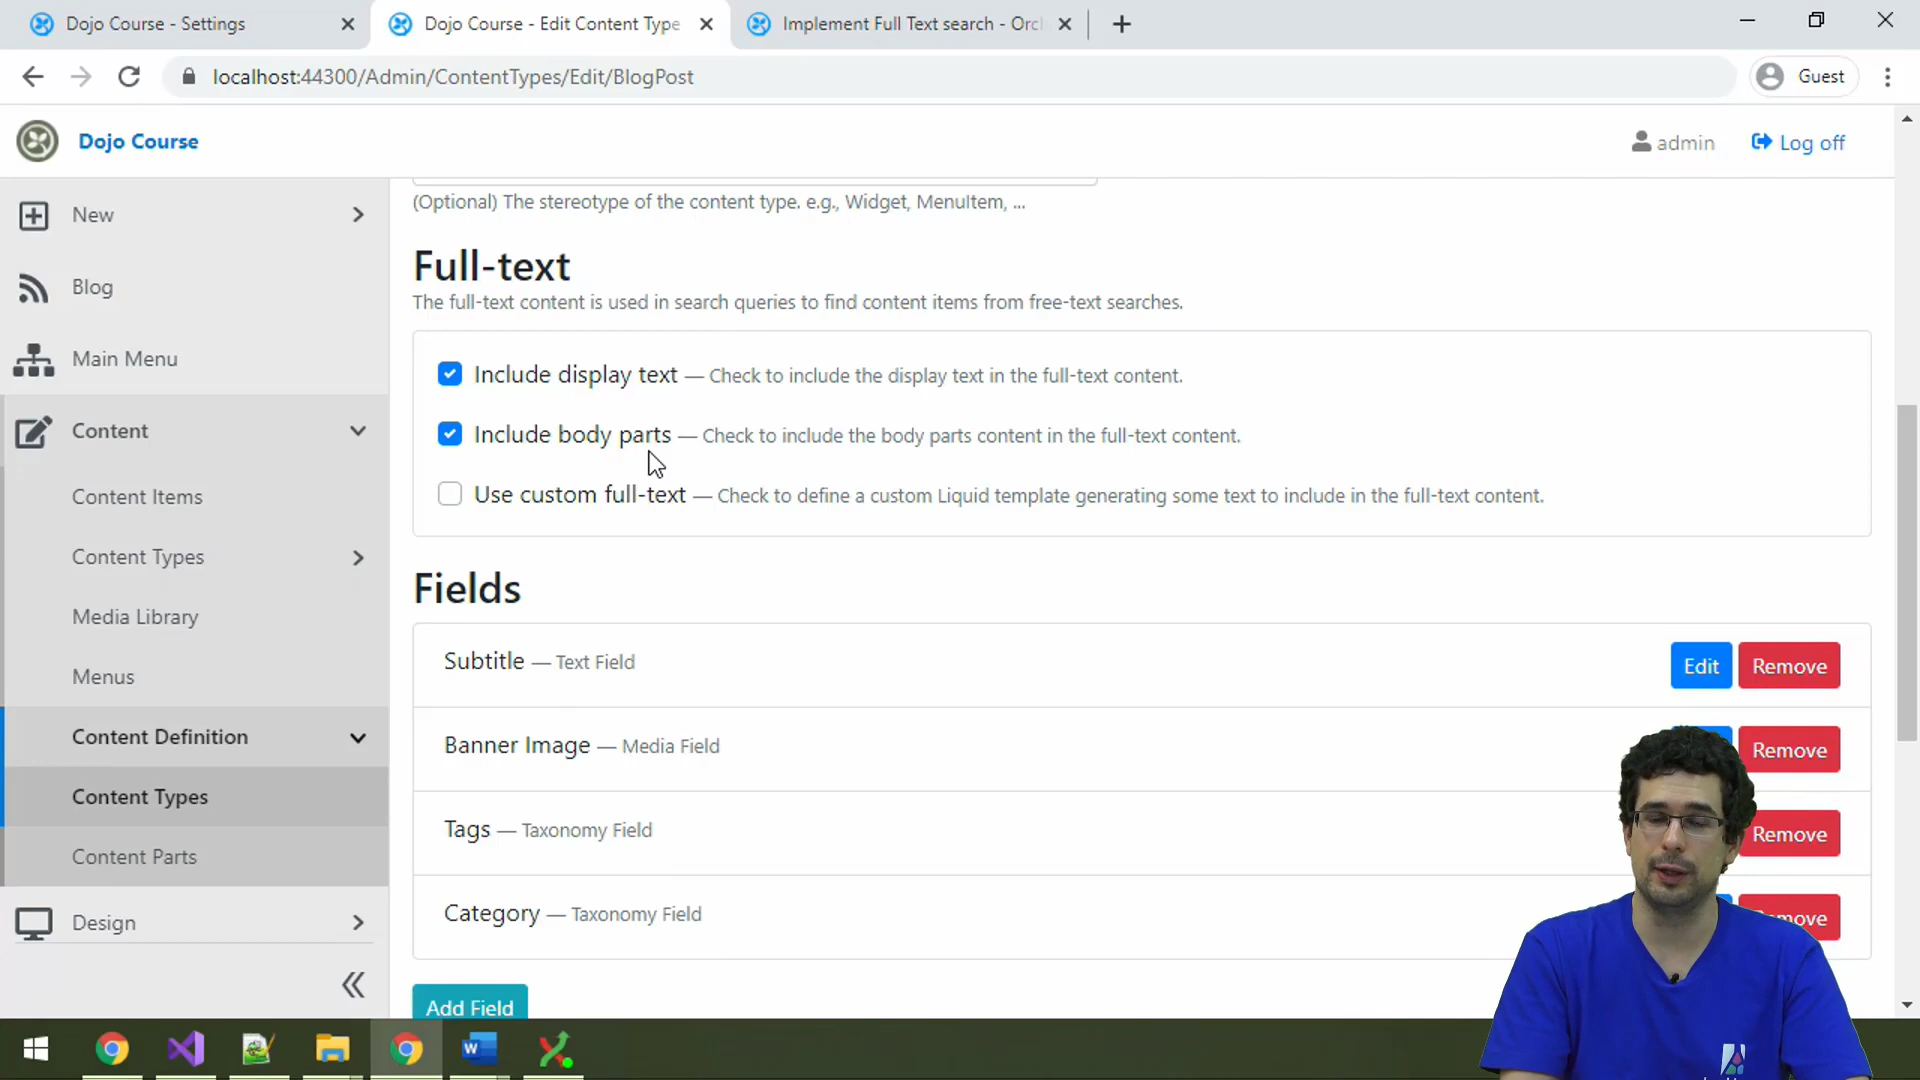 Dojo Course - Settings
Dojo Course - Edit Content Type
Implement Full Text search - Orc
localhost:44300/Admin/ContentTypes/Edit/BlogPost
Guest
Dojo Course
admin
Log off
New
Blog
Main Menu
Content
Content Items
Content Types
Media Library
Menus
Content Definition
Content Types
Content Parts
Design
(Optional) The stereotype of the content type. e.g., Widget, MenuItem, ...
Full-text
The full-text content is used in search queries to find content items from free-text searches.
Include display text — Check to include the display text in the full-text content.
Include body parts — Check to include the body parts content in the full-text content.
Use custom full-text — Check to define a custom Liquid template generating some text to include in the full-text content.
Fields
Subtitle — Text Field
Edit Remove
Banner Image — Media Field
Remove
Tags — Taxonomy Field
Remove
Category — Taxonomy Field
move
Add Field